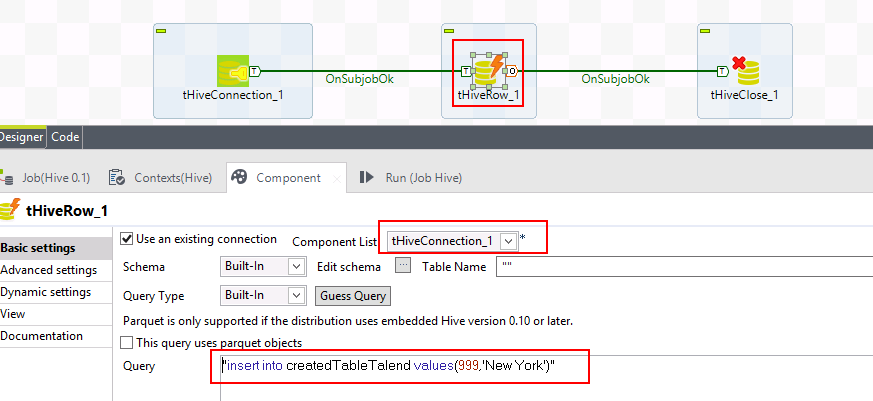 T
OnSubjobOk
T
O
OnSubjobOk
T
tHiveConnection_1
tHiveRow_1
tHiveClose_1
Designer Code
Job(Hive 0.1) Contexts(Hive) Component Run (Job Hive)
tHiveRow_1
Basic settings
Advanced settings
Dynamic settings
View
Documentation
Use an existing connection Component List tHiveConnection_1 *
Schema Built-In Edit schema ... Table Name ""
Query Type Built-In Guess Query
Parquet is only supported if the distribution uses embedded Hive version 0.10 or later.
This query uses parquet objects
Query "insert into createdTableTalend values(999,'New York')"